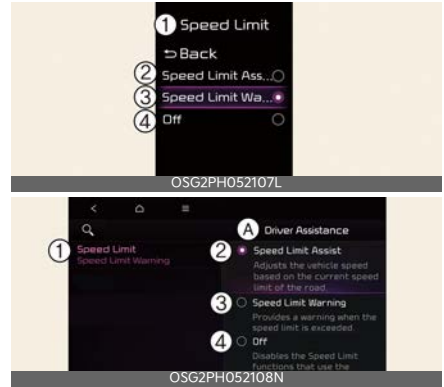 1 Speed Limit
Back
2 Speed Limit Ass...
3 Speed Limit Wa...
4 Off
OSG2PH052107L
A Driver Assistance
1 Speed Limit
Speed Limit Warning
2 Speed Limit Assist
Adjusts the vehicle speed
based on the current speed
limit of the road.
3 Speed Limit Warning
Provides a warning when the
speed limit is exceeded.
4 Off
Disables the Speed Limit
functions that use the
OSG2PH052108N